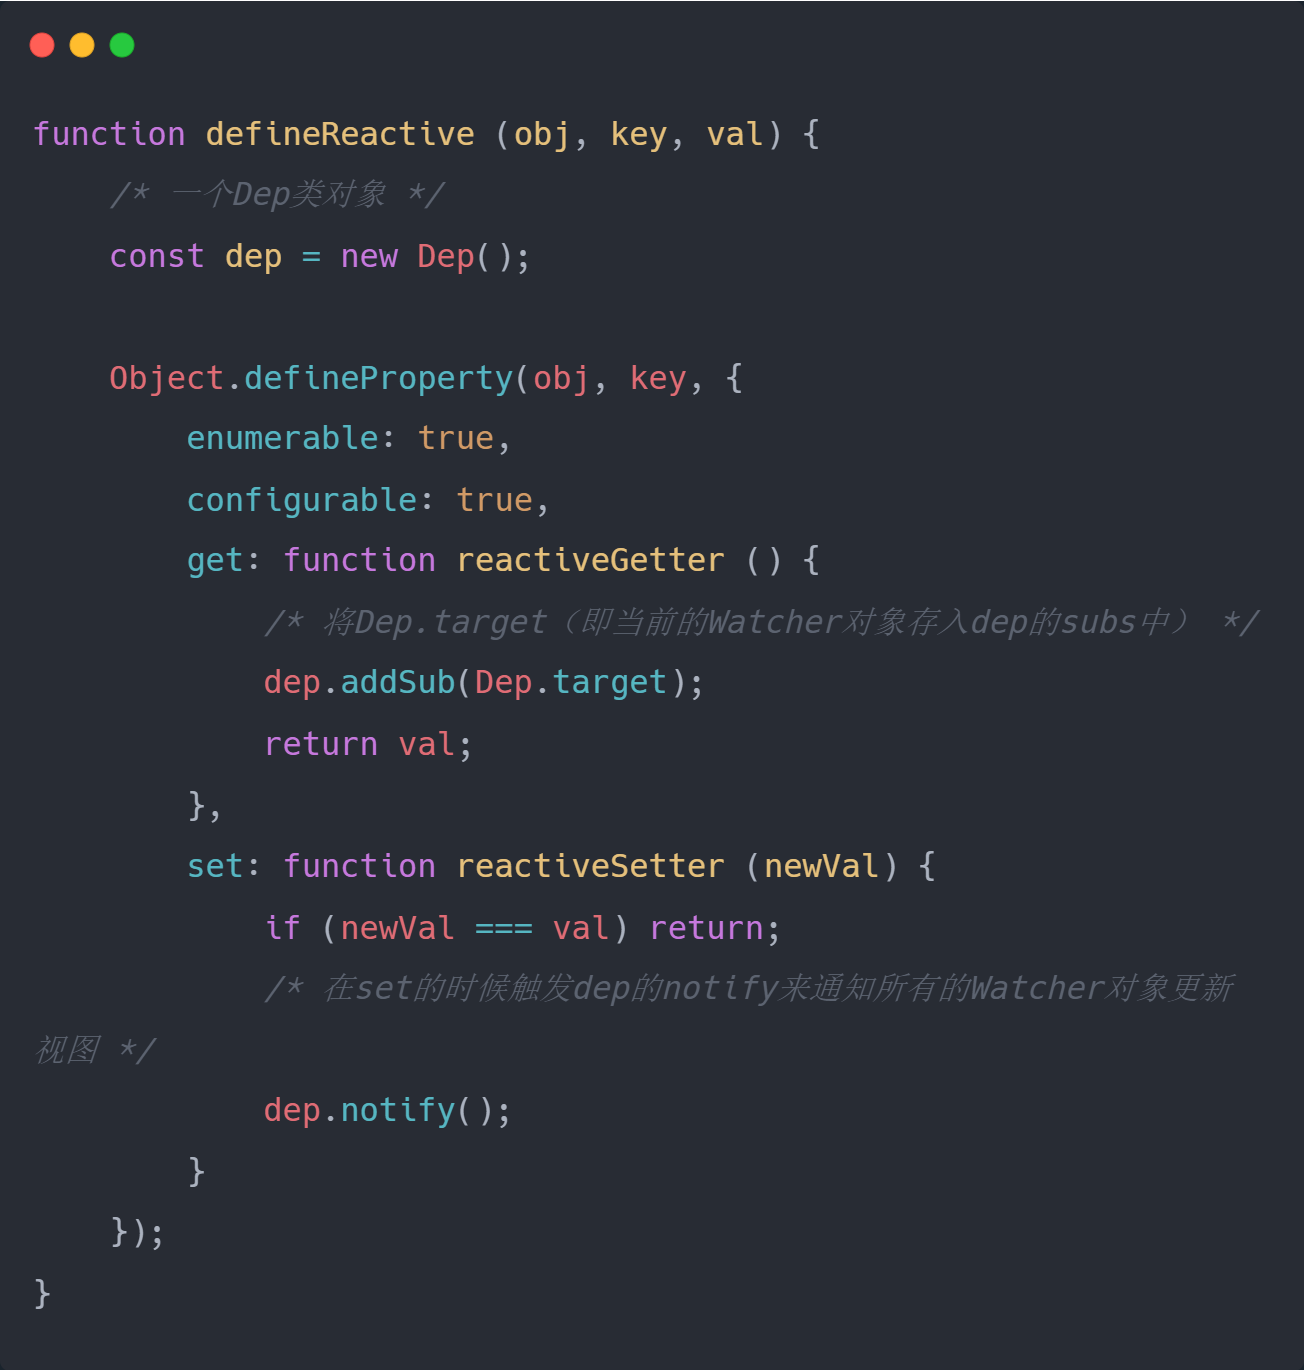 function defineReactive (obj, key, val) {
    /* 一个Dep类对象 */
    const dep = new Dep();

    Object.defineProperty(obj, key, {
        enumerable: true,
        configurable: true,
        get: function reactiveGetter () {
            /* 将Dep.target（即当前的Watcher对象存入dep的subs中） */
            dep.addSub(Dep.target);
            return val;
        },
        set: function reactiveSetter (newVal) {
            if (newVal === val) return;
            /* 在set的时候触发dep的notify来通知所有的Watcher对象更新
视图 */
            dep.notify();
        }
    });
}